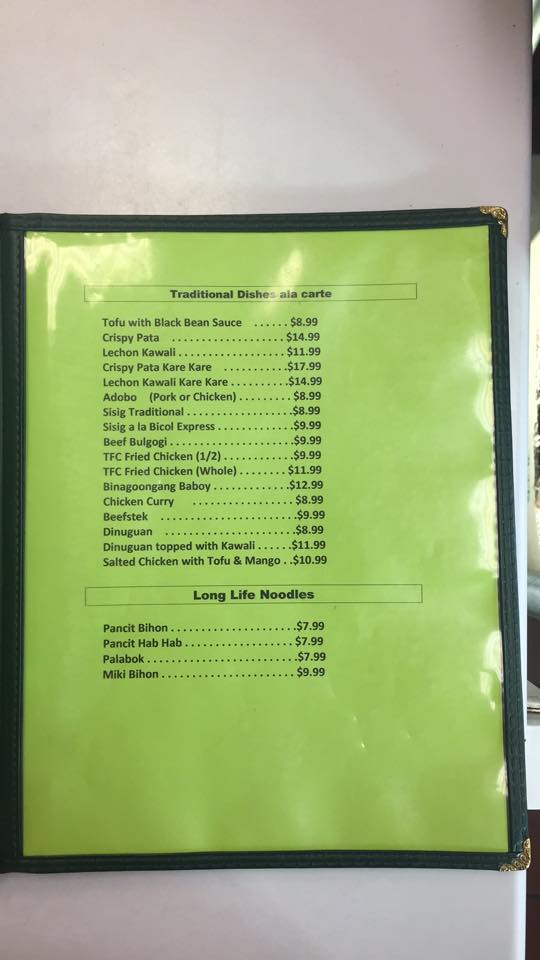 Traditional Dishes ala carte
Tofu with Black Bean Sauce ...... $8.99
Crispy Pata ................... $14.99
Lechon Kawali .................. $11.99
Crispy Pata Kare Kare ...........$17.99
Lechon Kawali Kare Kare ..........$14.99
Adobo (Pork or Chicken) ......... $8.99
Sisig Traditional ..................$8.99
Sisig a la Bicol Express .............$9.99
Beef Bulgogi .....................$9.99
TFC Fried Chicken (1/2) ............$9.99
TFC Fried Chicken (Whole) ........ $11.99
Binagoongang Baboy .............$12.99
Chicken Curry ................. $8.99
Beefstek .......................$9.99
Dinuguan ......................$8.99
Dinuguan topped with Kawali ......$11.99
Salted Chicken with Tofu & Mango ..$10.99
Long Life Noodles
Pancit Bihon .....................$7.99
Pancit Hab Hab ...................$7.99
Palabok .........................$7.99
Miki Bihon ...................... $9.99